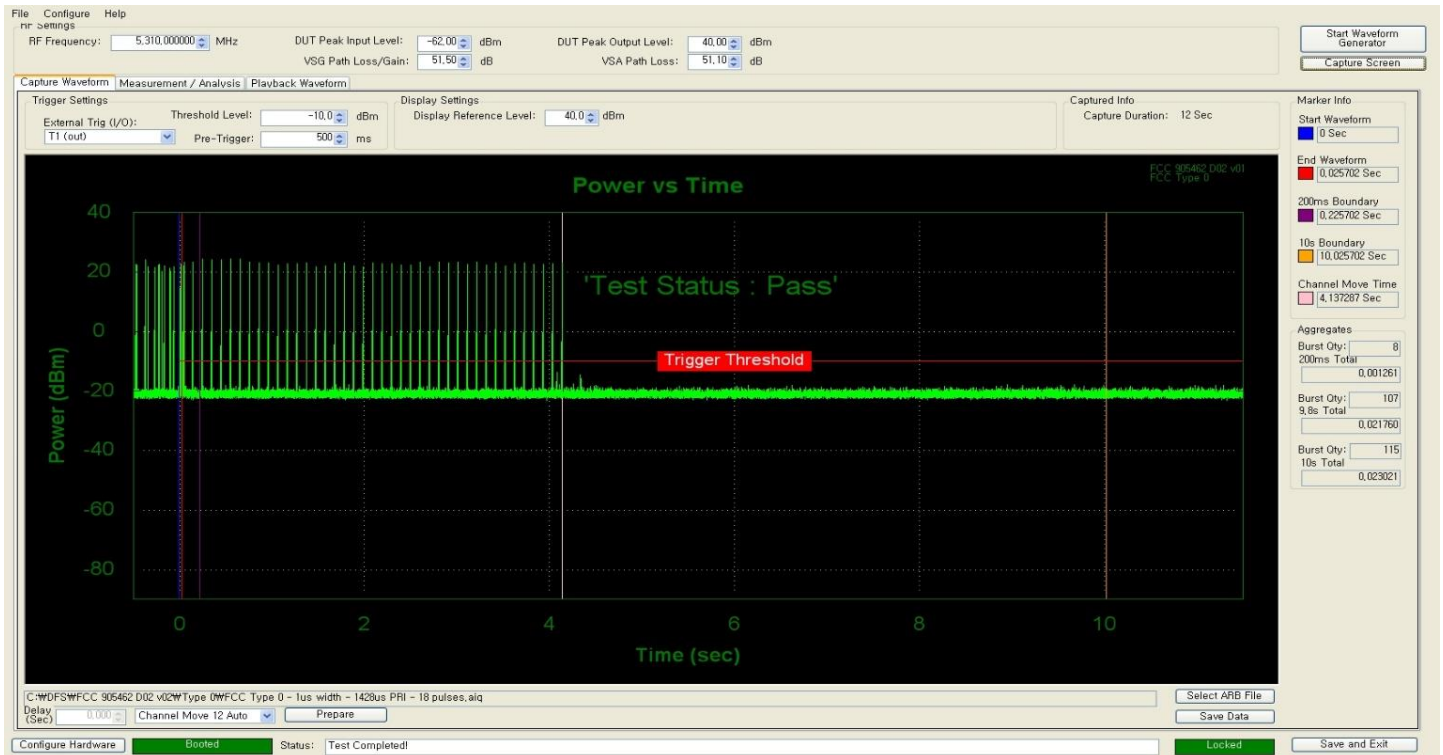 File Configure Help
RF Settings
RF Frequency: 5,310,000000 MHz DUT Peak Input Level: -62,00 dBm DUT Peak Output Level: 40,00 dBm
VSG Path Loss/Gain: 51,50 dB VSA Path Loss: 51,10 dB
Start Waveform
Generator
Capture Screen
Capture Waveform Measurement / Analysis Playback Waveform
Trigger Settings
External Trig (I/O): Threshold Level: -10,0 dBm
T1 (out) Pre-Trigger: 500 ms
Display Settings
Display Reference Level: 40,0 dBm
Captured Info
Capture Duration: 12 Sec
Marker Info
Start Waveform
0 Sec
End Waveform
0,025702 Sec
200ms Boundary
0,225702 Sec
10s Boundary
10,025702 Sec
Channel Move Time
4,137287 Sec
Aggregates
Burst Qty: 8
200ms Total
0,001261
Burst Qty: 107
9,8s Total
0,021760
Burst Qty: 115
10s Total
0,023021
FCC 905462 D02 v01
FCC Type 0
Power vs Time
'Test Status : Pass'
Trigger Threshold
Power (dBm)
40
20
0
-20
-40
-60
-80
0 2 4 6 8 10
Time (sec)
C:₩DFS₩FCC 905462 D02 v02₩Type 0₩FCC Type 0 - 1us width - 1428us PRI - 18 pulses,aiq
Select ARB File
Delay
(Sec) 0,000 Channel Move 12 Auto Prepare
Save Data
Configure Hardware Booted Status: Test Completed! Locked Save and Exit